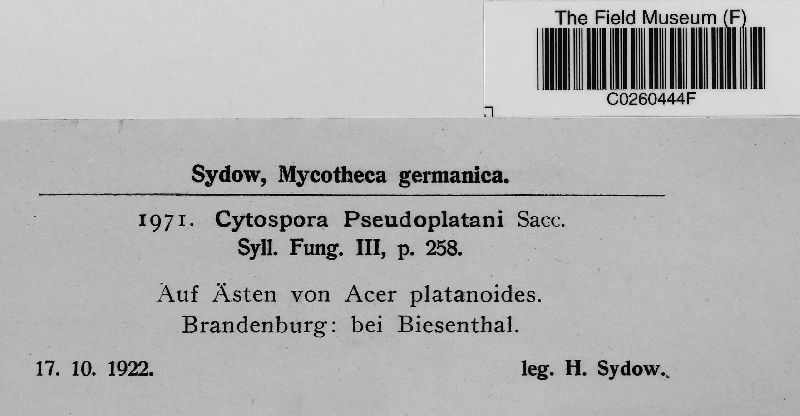 The Field Museum (F)
C0260444F
Sydow, Mycotheca germanica.
1971. Cytospora Pseudoplatani Sacc.
Syll. Fung. III, p. 258.
Auf Ästen von Acer platanoides.
Brandenburg: bei Biesenthal.
17. 10. 1922. leg. H. Sydow.